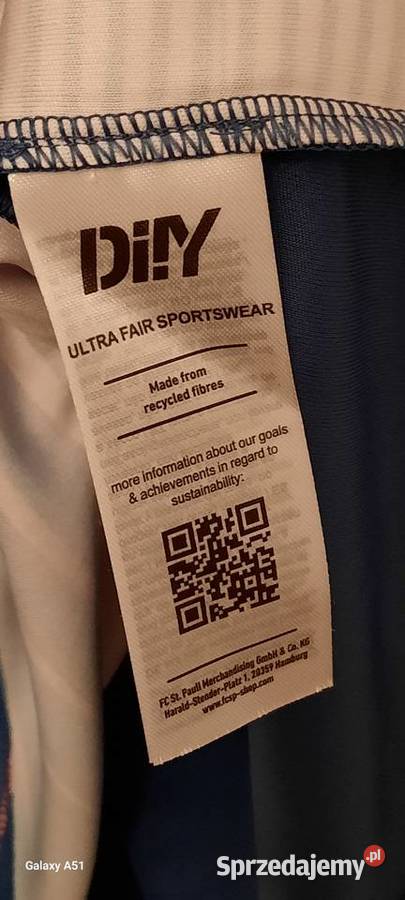 Di!Y
ULTRA FAIR SPORTSWEAR
Made from
recycled fibres
more information about our goals
& achievements in regard to
sustainability:
FC St. Pauli Merchandising GmbH & Co. KG
Harald-Stender-Platz 1, 20359 Hamburg
www.fcsp-shop.com
Galaxy A51
Sprzedajemy.pl